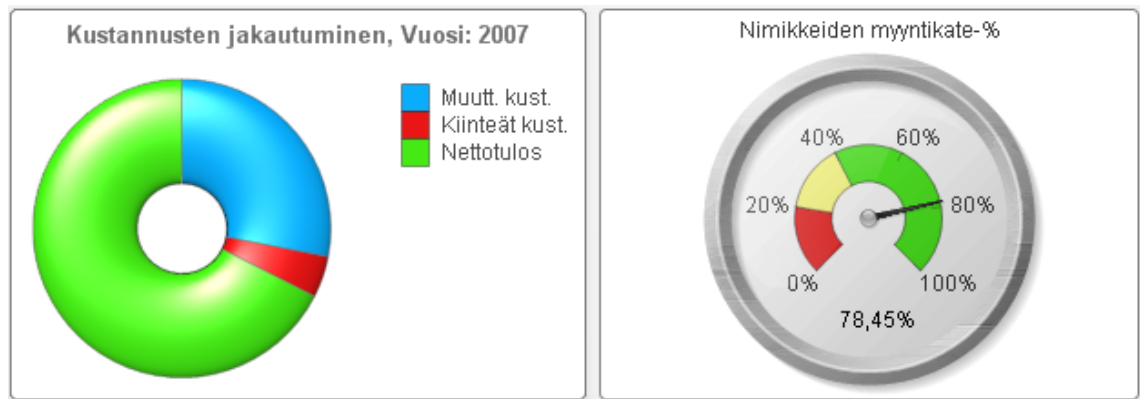 Kustannusten jakautuminen, Vuosi: 2007
Muutt. kust.
Kiinteät kust.
Nettotulos
Nimikkeiden myyntikate-%
40%
60%
20%
80%
0%
100%
78,45%